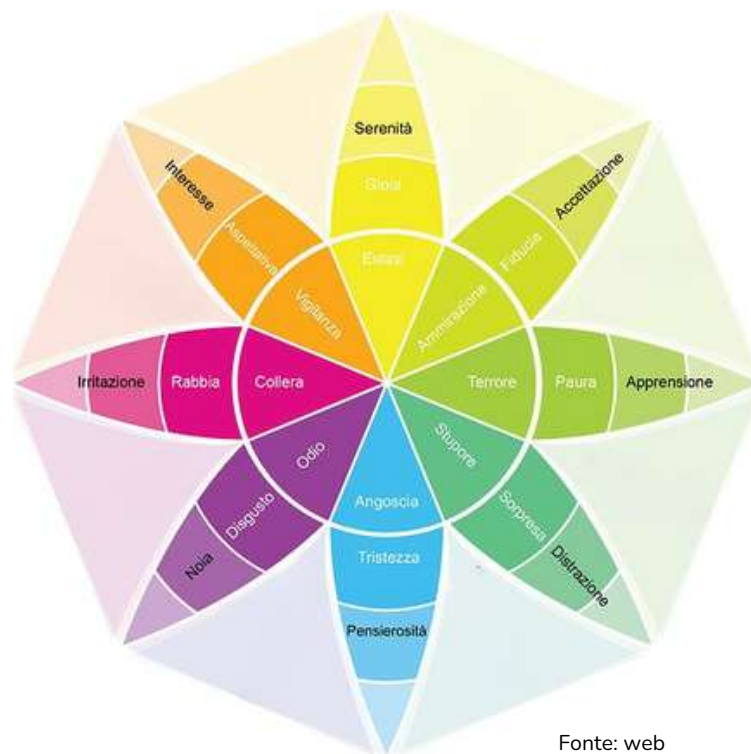 Serenità
Gioia
Estasi
Accettazione
Fiducia
Ammirazione
Apprensione
Paura
Terrore
Distrazione
Sorpresa
Stupore
Angoscia
Tristezza
Pensierosità
Odio
Disgusto
Noia
Irritazione
Rabbia
Collera
Interesse
Aspettativa
Vigilanza
Fonte: web